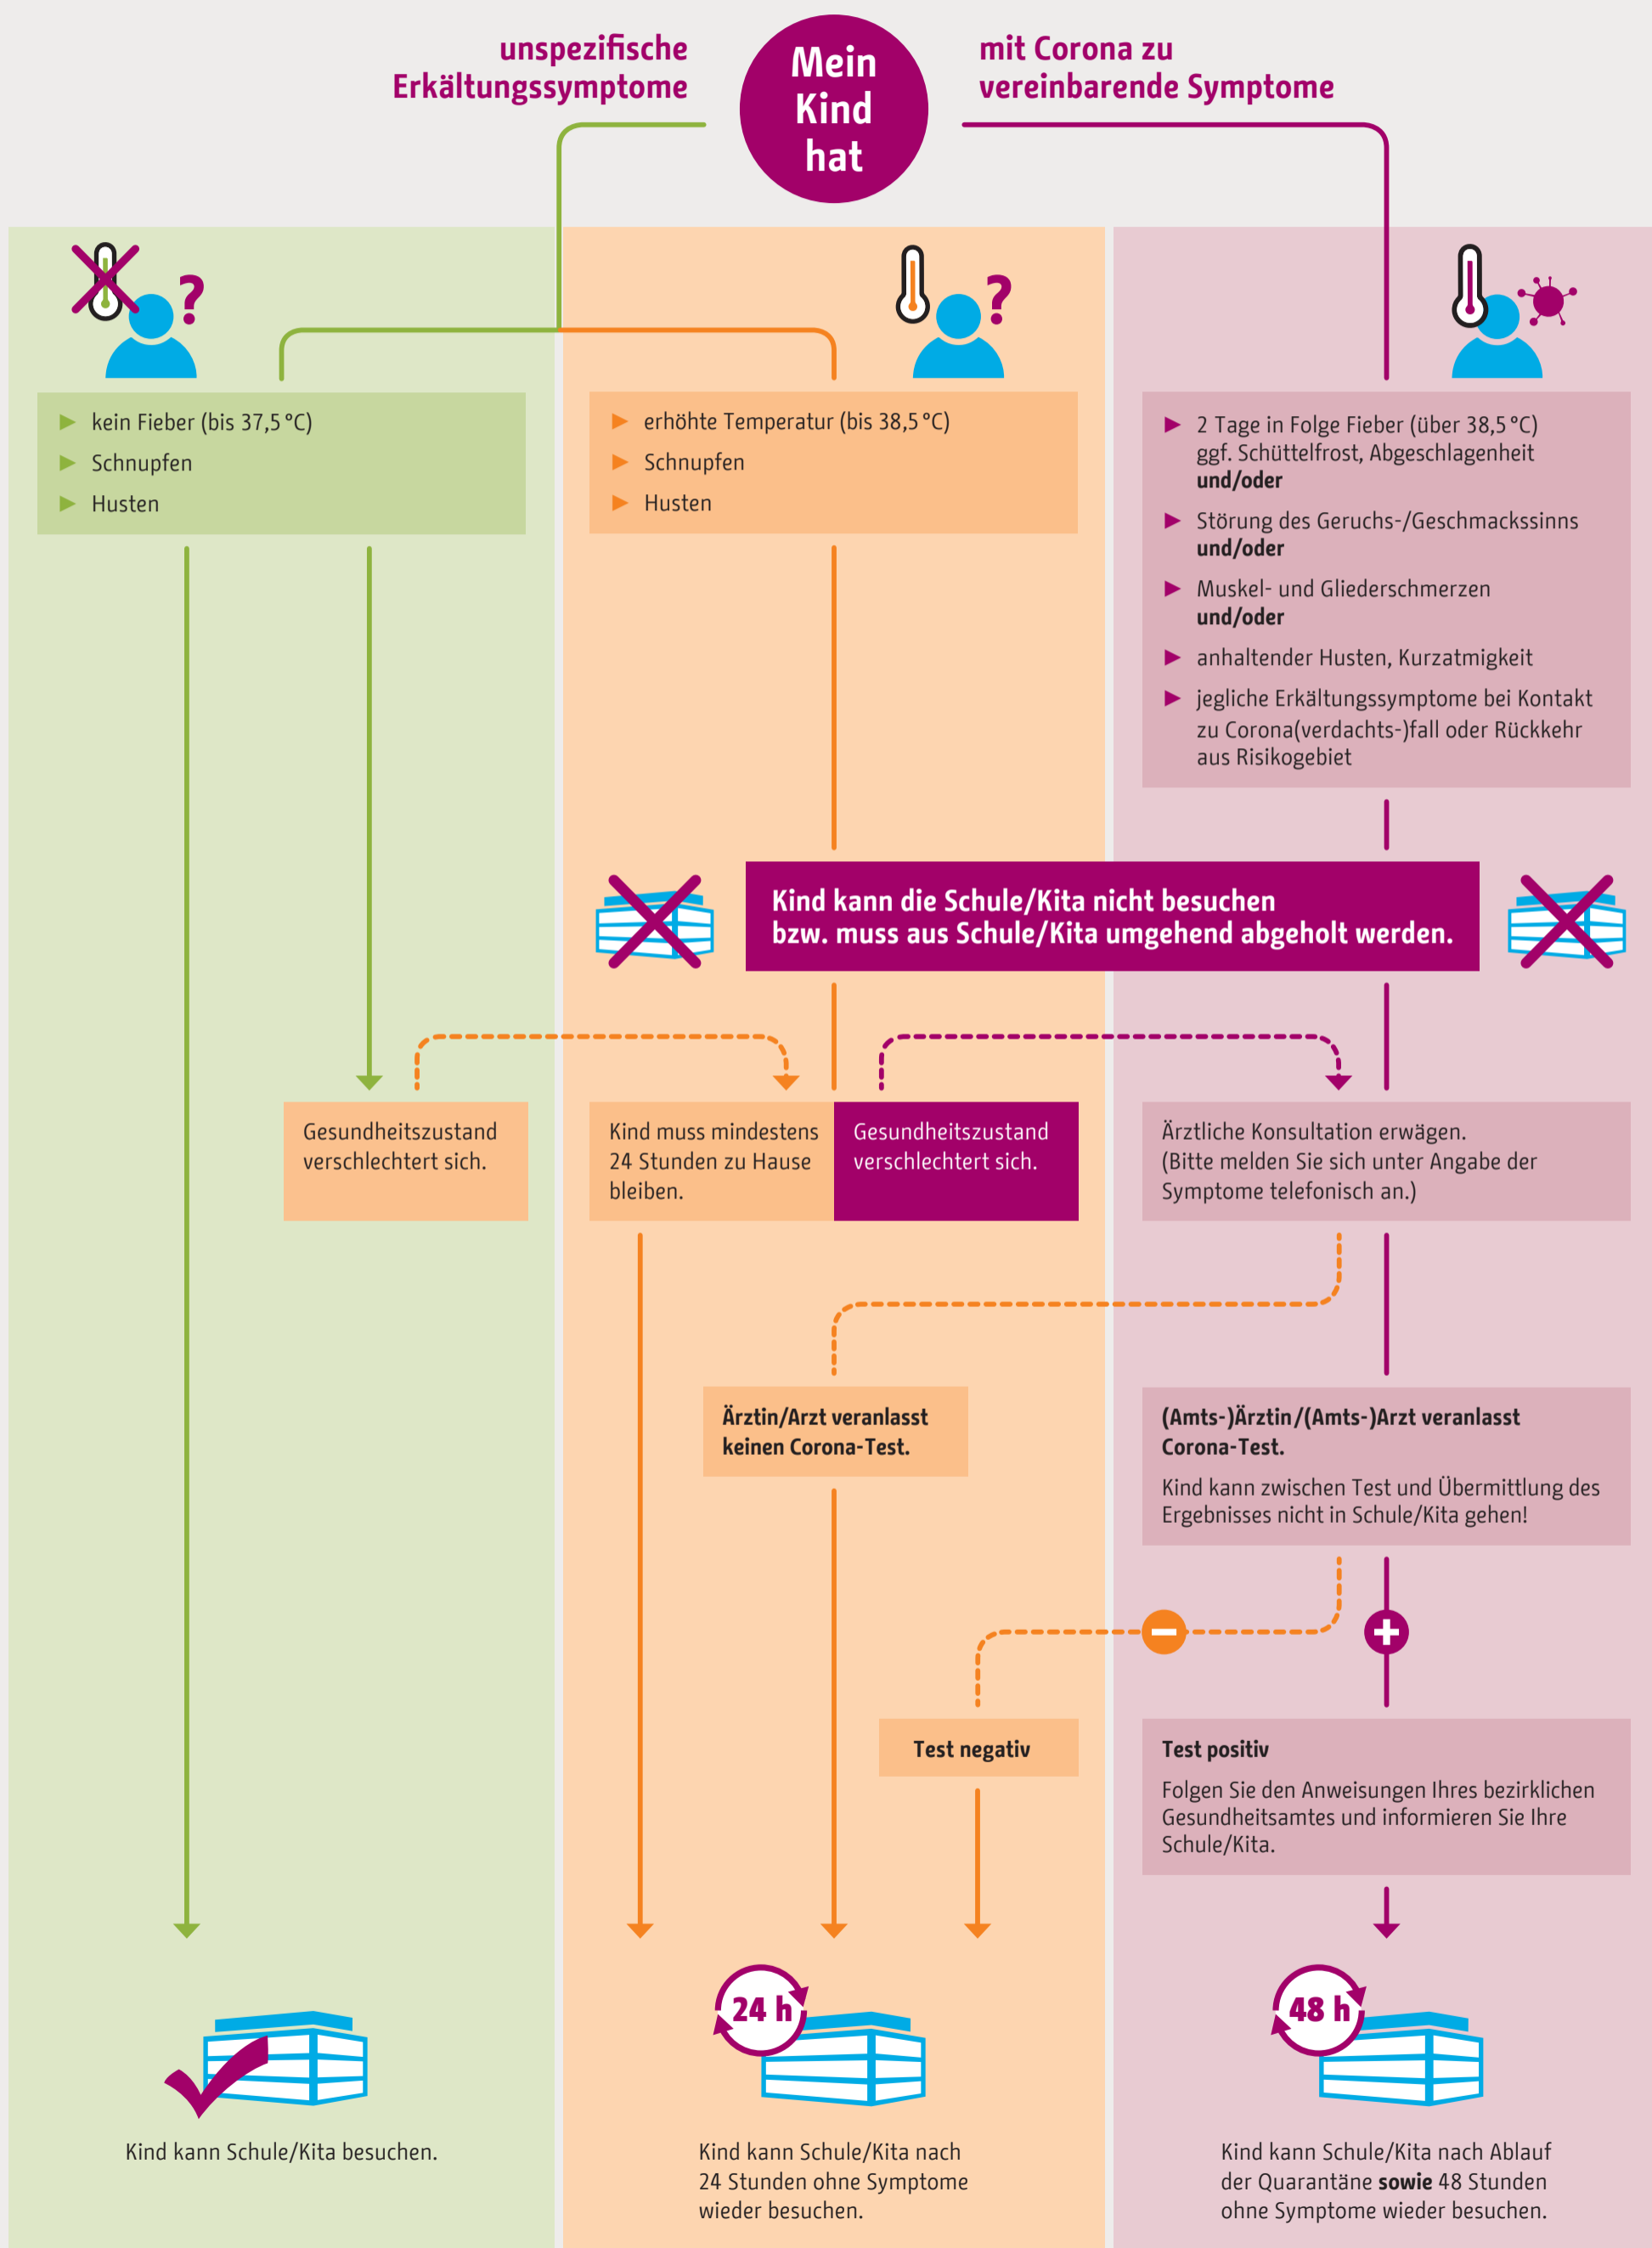 unspezifische
Erkältungssymptome
Mein
Kind
hat
mit Corona zu
vereinbarende Symptome
?
?
kein Fieber (bis 37,5 °C)
Schnupfen
Husten
erhöhte Temperatur (bis 38,5 °C)
Schnupfen
Husten
2 Tage in Folge Fieber (über 38,5 °C)
ggf. Schüttelfrost, Abgeschlagenheit
und/oder
Störung des Geruchs-/Geschmackssinns
und/oder
Muskel- und Gliederschmerzen
und/oder
anhaltender Husten, Kurzatmigkeit
jegliche Erkältungssymptome bei Kontakt
zu Corona(verdachts-)fall oder Rückkehr
aus Risikogebiet
Kind kann die Schule/Kita nicht besuchen
bzw. muss aus Schule/Kita umgehend abgeholt werden.
Gesundheitszustand
verschlechtert sich.
Kind muss mindestens
24 Stunden zu Hause
bleiben.
Gesundheitszustand
verschlechtert sich.
Ärztliche Konsultation erwägen.
(Bitte melden Sie sich unter Angabe der
Symptome telefonisch an.)
Ärztin/Arzt veranlasst
keinen Corona-Test.
(Amts-)Ärztin/(Amts-)Arzt veranlasst
Corona-Test.
Kind kann zwischen Test und Übermittlung des
Ergebnisses nicht in Schule/Kita gehen!
Test negativ
Test positiv
Folgen Sie den Anweisungen Ihres bezirklichen
Gesundheitsamtes und informieren Sie Ihre
Schule/Kita.
24 h
48 h
Kind kann Schule/Kita besuchen.
Kind kann Schule/Kita nach
24 Stunden ohne Symptome
wieder besuchen.
Kind kann Schule/Kita nach Ablauf
der Quarantäne sowie 48 Stunden
ohne Symptome wieder besuchen.